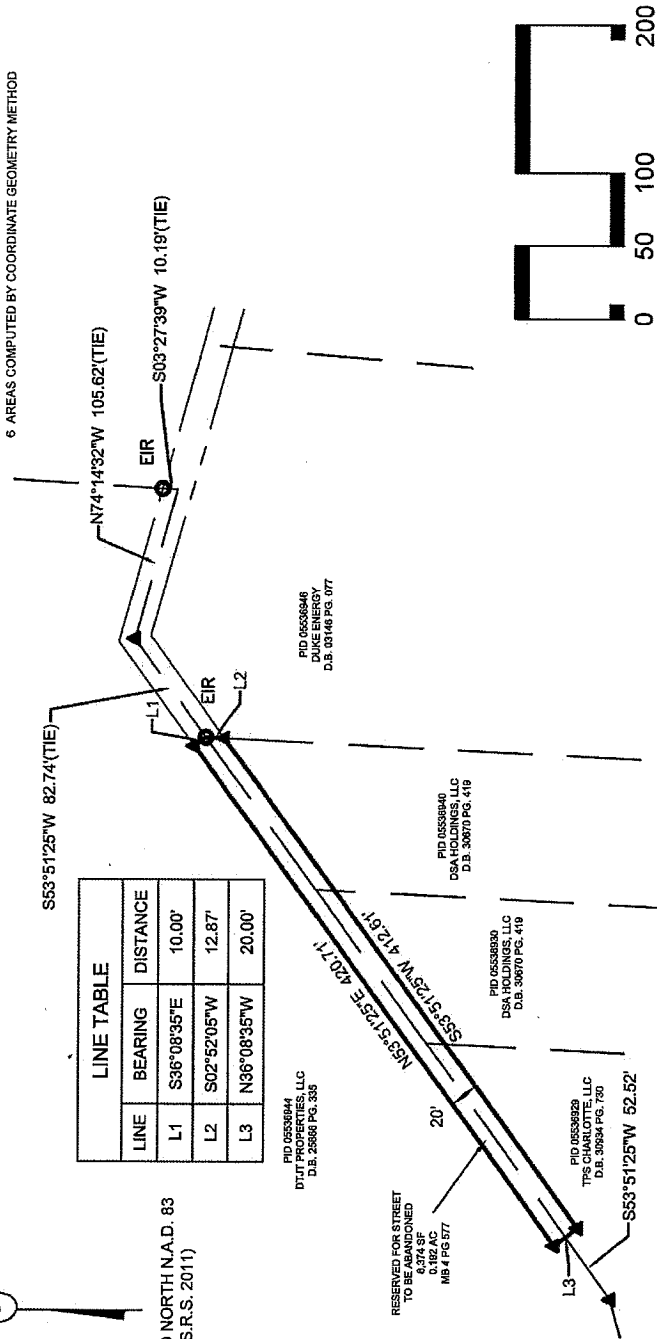 6 AREAS COMPUTED BY COORDINATE GEOMETRY METHOD
NORTH N.A.D. 83
S.R.S. 2011)
LINE TABLE
LINE BEARING DISTANCE
L1 S36°08'35"E 10.00'
L2 S02°52'05"W 12.87'
L3 N36°08'35"W 20.00'
S53°51'25"W 82.74'(TIE)
N74°14'32"W 105.62'(TIE)
S03°27'39"W 10.19'(TIE)
EIR
EIR
L1
L2
PID 05536946
DUKE ENERGY
D.B. 03146 PG. 077
PID 05536944
DTJT PROPERTIES, LLC
D.B. 25866 PG. 335
N53°51'25"E 420.71'
S53°51'25"W 412.61'
20'
PID 05536940
DSA HOLDINGS, LLC
D.B. 30670 PG. 419
PID 05536930
DSA HOLDINGS, LLC
D.B. 30670 PG. 419
PID 05536929
TPS CHARLOTTE, LLC
D.B. 30934 PG. 730
RESERVED FOR STREET
TO BE ABANDONED
8,374 SF
0.192 AC
MB 4 PG 577
L3
S53°51'25"W 52.52'
0 50 100 200